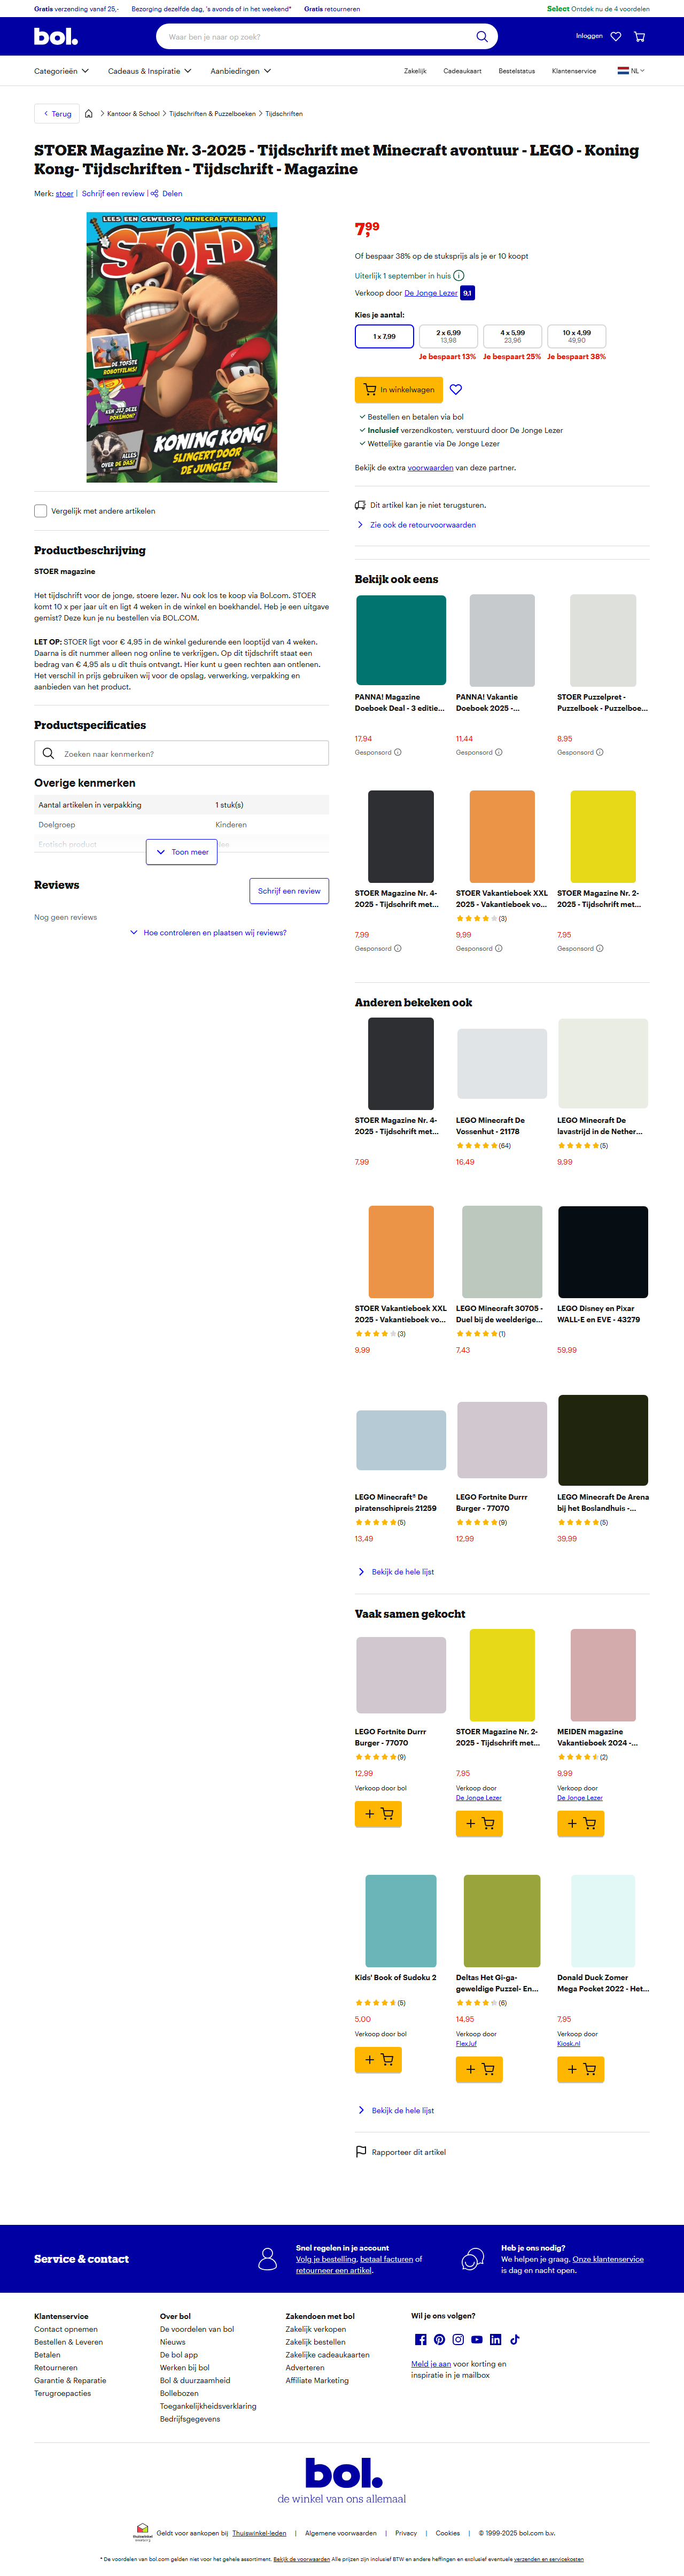 Gratis verzending vanaf 25,-
Bezorging dezelfde dag, 's avonds of in het weekend*
Gratis retourneren
Select Ontdek nu de 4 voordelen
bol.
Waar ben je naar op zoek?
Inloggen
Categorieën
Cadeaus & Inspiratie
Aanbiedingen
Zakelijk
Cadeaukaart
Bestelstatus
Klantenservice
NL
Terug
Kantoor & School
Tijdschriften & Puzzelboeken
Tijdschriften
STOER Magazine Nr. 3-2025 - Tijdschrift met Minecraft avontuur - LEGO - Koning
Kong- Tijdschriften - Tijdschrift - Magazine
Merk: stoer | Schrijf een review | Delen
LEES EEN GEWELDIG MINECRAFTVERHAAL!
STOER
DE TOFSTE
ROBOTFILMS!
KEN JIJ DEZE
POKÉMON?
ALLES
OVER DE DAS!
KONING KONG
SLINGERT DOOR
DE JUNGLE!
Vergelijk met andere artikelen
Productbeschrijving
STOER magazine
Het tijdschrift voor de jonge, stoere lezer. Nu ook los te koop via Bol.com. STOER
komt 10 x per jaar uit en ligt 4 weken in de winkel en boekhandel. Heb je een uitgave
gemist? Deze kun je nu bestellen via BOL.COM.
LET OP: STOER ligt voor € 4,95 in de winkel gedurende een looptijd van 4 weken.
Daarna is dit nummer alleen nog online te verkrijgen. Op dit tijdschrift staat een
bedrag van € 4,95 als u dit thuis ontvangt. Hier kunt u geen rechten aan ontlenen.
Het verschil in prijs gebruiken wij voor de opslag, verwerking, verpakking en
aanbieden van het product.
Productspecificaties
Zoeken naar kenmerken?
Overige kenmerken
Aantal artikelen in verpakking
1 stuk(s)
Doelgroep
Kinderen
Erotisch product
Nee
Toon meer
Reviews
Schrijf een review
Nog geen reviews
Hoe controleren en plaatsen wij reviews?
7,99
Of bespaar 38% op de stuksprijs als je er 10 koopt
Uiterlijk 1 september in huis
Verkoop door De Jonge Lezer 9,1
Kies je aantal:
1 x 7,99
2 x 6,99
13,98
4 x 5,99
23,96
10 x 4,99
49,90
Je bespaart 13%
Je bespaart 25%
Je bespaart 38%
In winkelwagen
Bestellen en betalen via bol
Inclusief verzendkosten, verstuurd door De Jonge Lezer
Wettelijke garantie via De Jonge Lezer
Bekijk de extra voorwaarden van deze partner.
Dit artikel kan je niet terugsturen.
Zie ook de retourvoorwaarden
Bekijk ook eens
PANNA! Magazine
Doeboek Deal - 3 editie...
17,94
Gesponsord
PANNA! Vakantie
Doeboek 2025 -...
11,44
Gesponsord
STOER Puzzelpret -
Puzzelboek - Puzzelboe...
8,95
Gesponsord
STOER Magazine Nr. 4-
2025 - Tijdschrift met...
7,99
Gesponsord
STOER Vakantieboek XXL
2025 - Vakantieboek vo...
(3)
9,99
Gesponsord
STOER Magazine Nr. 2-
2025 - Tijdschrift met...
7,95
Gesponsord
Anderen bekeken ook
STOER Magazine Nr. 4-
2025 - Tijdschrift met...
7,99
LEGO Minecraft De
Vossenhut - 21178
(64)
16,49
LEGO Minecraft De
lavastrijd in de Nether...
(5)
9,99
STOER Vakantieboek XXL
2025 - Vakantieboek vo...
(3)
9,99
LEGO Minecraft 30705 -
Duel bij de weelderige...
(1)
7,43
LEGO Disney en Pixar
WALL-E en EVE - 43279
59,99
LEGO Minecraft® De
piratenschipreis 21259
(5)
13,49
LEGO Fortnite Durrr
Burger - 77070
(9)
12,99
LEGO Minecraft De Arena
bij het Boslandhuis -...
(5)
39,99
Bekijk de hele lijst
Vaak samen gekocht
LEGO Fortnite Durrr
Burger - 77070
(9)
12,99
Verkoop door bol
STOER Magazine Nr. 2-
2025 - Tijdschrift met...
7,95
Verkoop door
De Jonge Lezer
MEIDEN magazine
Vakantieboek 2024 -...
(2)
9,99
Verkoop door
De Jonge Lezer
Kids' Book of Sudoku 2
(5)
5,00
Verkoop door bol
Deltas Het Gi-ga-
geweldige Puzzel- En...
(6)
14,95
Verkoop door
FlexJuf
Donald Duck Zomer
Mega Pocket 2022 - Het...
7,95
Verkoop door
Kiosk.nl
Bekijk de hele lijst
Rapporteer dit artikel
Service & contact
Snel regelen in je account
Volg je bestelling, betaal facturen of
retourneer een artikel.
Heb je ons nodig?
We helpen je graag. Onze klantenservice
is dag en nacht open.
Klantenservice
Contact opnemen
Bestellen & Leveren
Betalen
Retourneren
Garantie & Reparatie
Terugroepacties
Over bol
De voordelen van bol
Nieuws
De bol app
Werken bij bol
Bol & duurzaamheid
Bollebozen
Toegankelijkheidsverklaring
Bedrijfsgegevens
Zakendoen met bol
Zakelijk verkopen
Zakelijk bestellen
Zakelijke cadeaukaarten
Adverteren
Affiliate Marketing
Wil je ons volgen?
Meld je aan voor korting en
inspiratie in je mailbox
bol.
de winkel van ons allemaal
Geldt voor aankopen bij Thuiswinkel-leden | Algemene voorwaarden | Privacy | Cookies | © 1999-2025 bol.com b.v.
* De voordelen van bol.com gelden niet voor het gehele assortiment. Bekijk de voorwaarden Alle prijzen zijn inclusief BTW en andere heffingen en exclusief eventuele verzenden en servicekosten